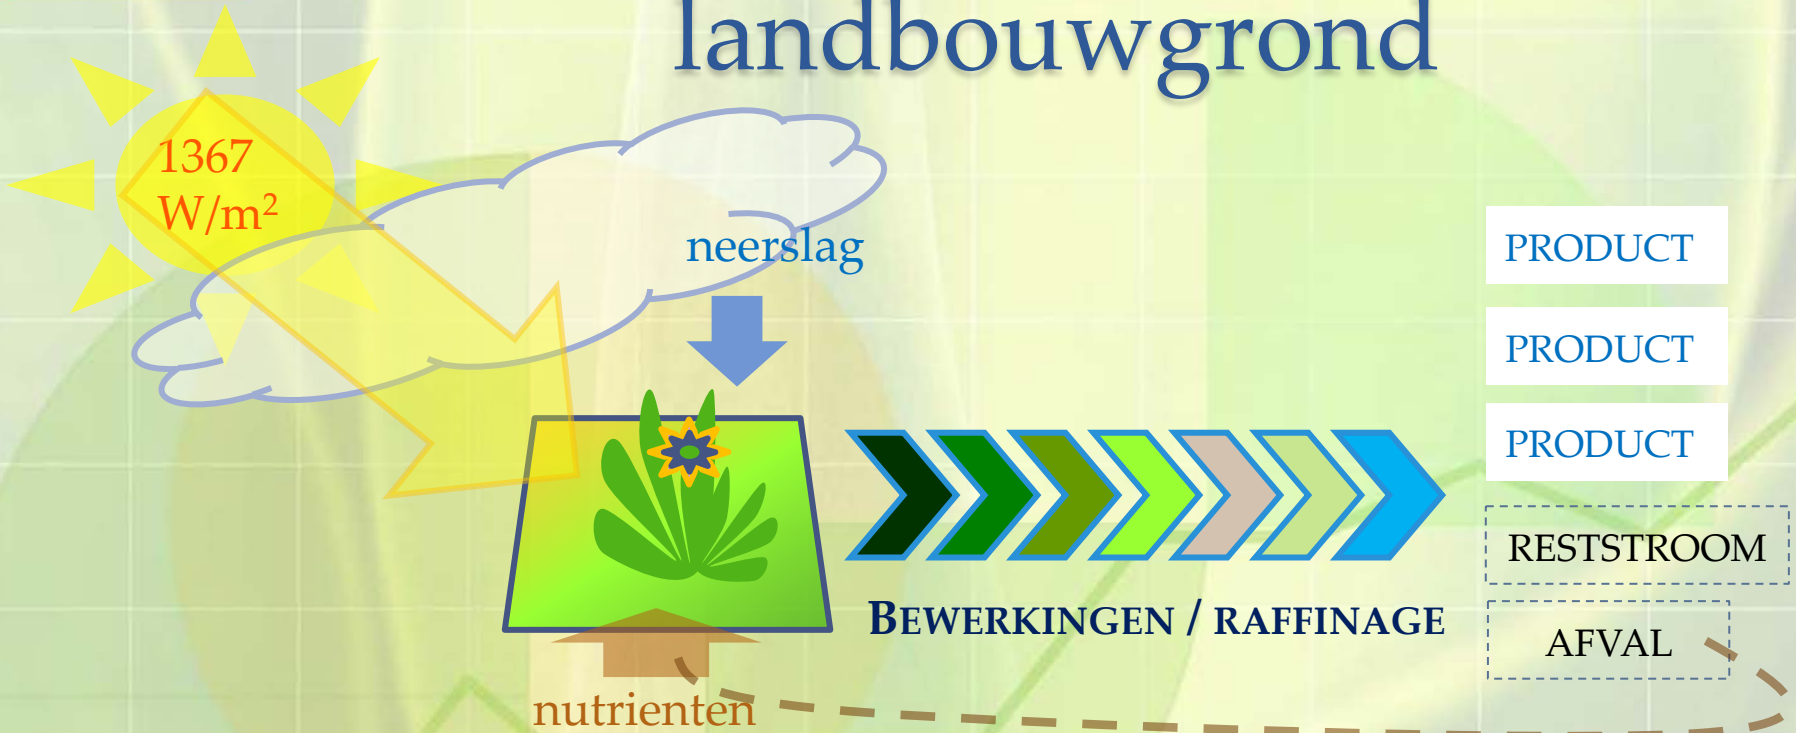 landbouwgrond
1367
W/m²
neerslag
PRODUCT
PRODUCT
PRODUCT
RESTSTROOM
BEWERKINGEN / RAFFINAGE
AFVAL
nutrienten